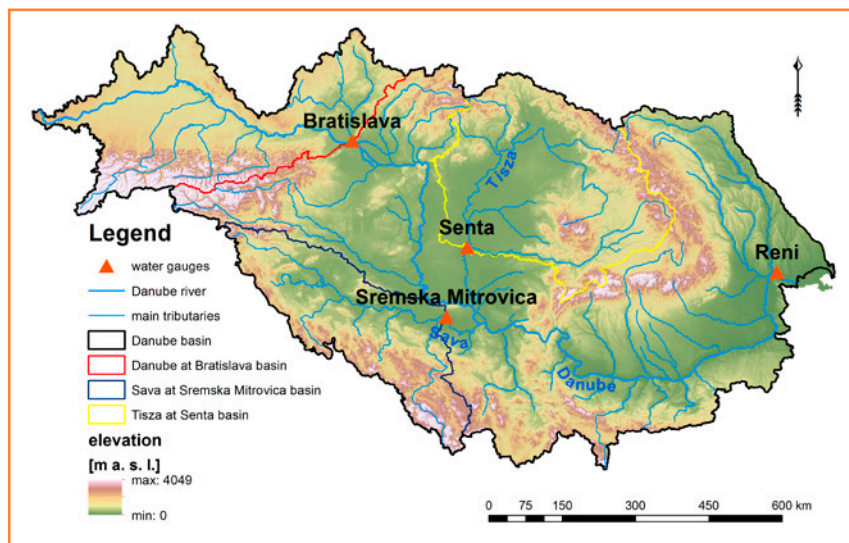 Bratislava
Tisza
Senta
Reni
Sremska Mitrovica
Sava
Danube
Legend
water gauges
Danube river
main tributaries
Danube basin
Danube at Bratislava basin
Sava at Sremska Mitrovica basin
Tisza at Senta basin
elevation
[m a. s. l.]
max: 4049
min: 0
0 75 150 300 450 600 km